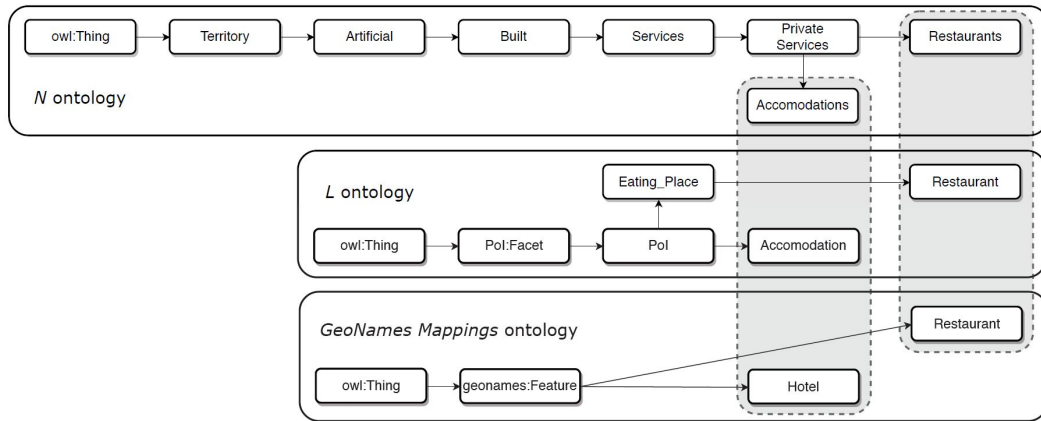 owl:Thing
Territory
Artificial
Built
Services
Private
Services
Restaurants
N ontology
Accomodations
L ontology
Eating_Place
Restaurant
owl:Thing
PoI:Facet
PoI
Accomodation
GeoNames Mappings ontology
Restaurant
owl:Thing
geonames:Feature
Hotel